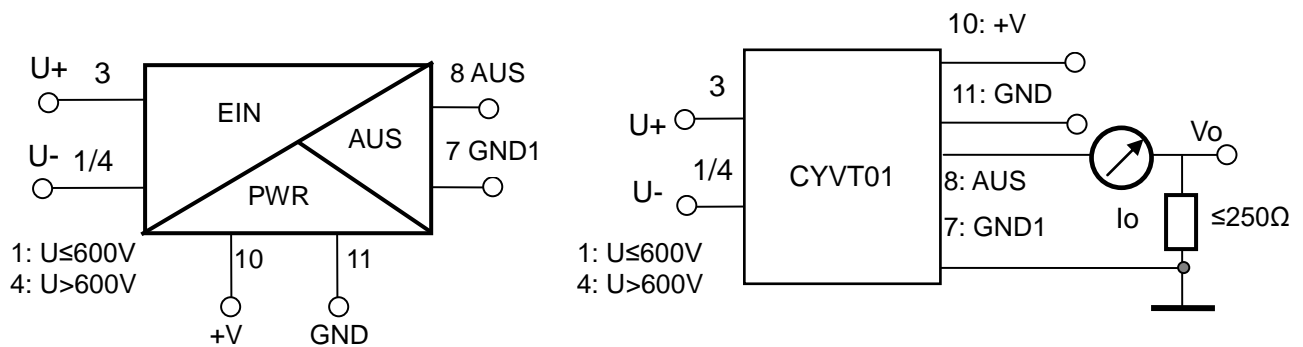 U+ 3
8 AUS
EIN
AUS
U- 1/4
7 GND1
PWR
1: U≤600V
4: U>600V
10
11
+V
GND
10: +V
3
11: GND
U+
Vo
1/4
CYVT01
U-
8: AUS
Io
≤250Ω
7: GND1
1: U≤600V
4: U>600V